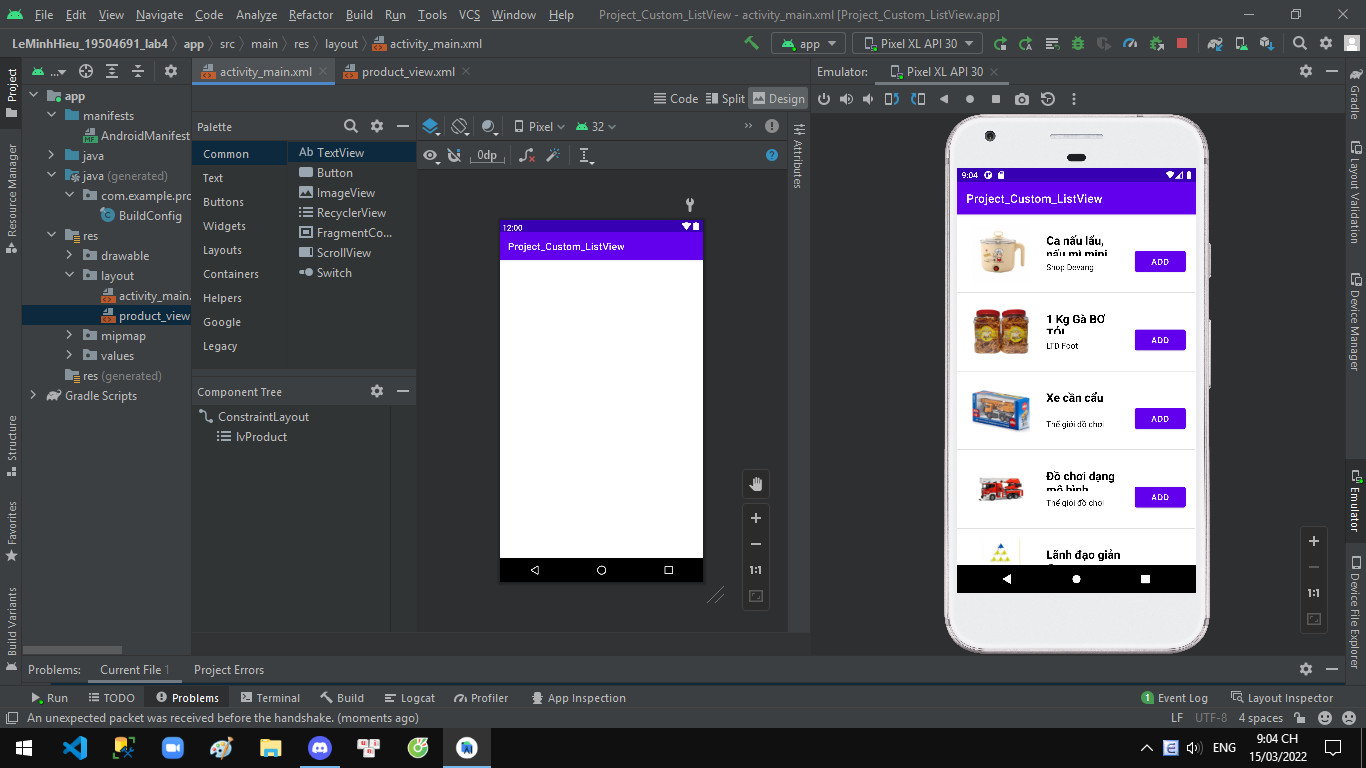 File Edit View Navigate Code Analyze Refactor Build Run Tools VCS Window Help Project_Custom_ListView - activity_main.xml [Project_Custom_ListView.app]
LeMinhHieu_19504691_lab4 app src main res layout activity_main.xml
app Pixel XL API 30
Project
Resource Manager
Structure
Favorites
Build Variants
...
app
manifests
AndroidManifest
java
java (generated)
com.example.pro
BuildConfig
res
drawable
layout
activity_main.
product_view
mipmap
values
res (generated)
Gradle Scripts
activity_main.xml product_view.xml
Code Split Design
Palette
Common
Text
Buttons
Widgets
Layouts
Containers
Helpers
Google
Legacy
Ab TextView
Button
ImageView
RecyclerView
FragmentCo...
ScrollView
Switch
Component Tree
ConstraintLayout
lvProduct
Pixel 32
0dp
12:00
Project_Custom_ListView
1:1
Attributes
Emulator: Pixel XL API 30
9:04
Project_Custom_ListView
Ca nấu lẩu,
nấu mì mini
Shop Devang
ADD
1 Kg Gà BƠ
TỎI
LTD Foot
ADD
Xe cần cẩu
Thế giới đồ chơi
ADD
Đồ chơi dạng
mô hình
Thế giới đồ chơi
ADD
Lãnh đạo giản
1:1
Gradle
Layout Validation
Device Manager
Emulator
Device File Explorer
Problems: Current File 1 Project Errors
Run TODO Problems Terminal Build Logcat Profiler App Inspection 1 Event Log Layout Inspector
An unexpected packet was received before the handshake. (moments ago) LF UTF-8 4 spaces
ENG 9:04 CH
15/03/2022